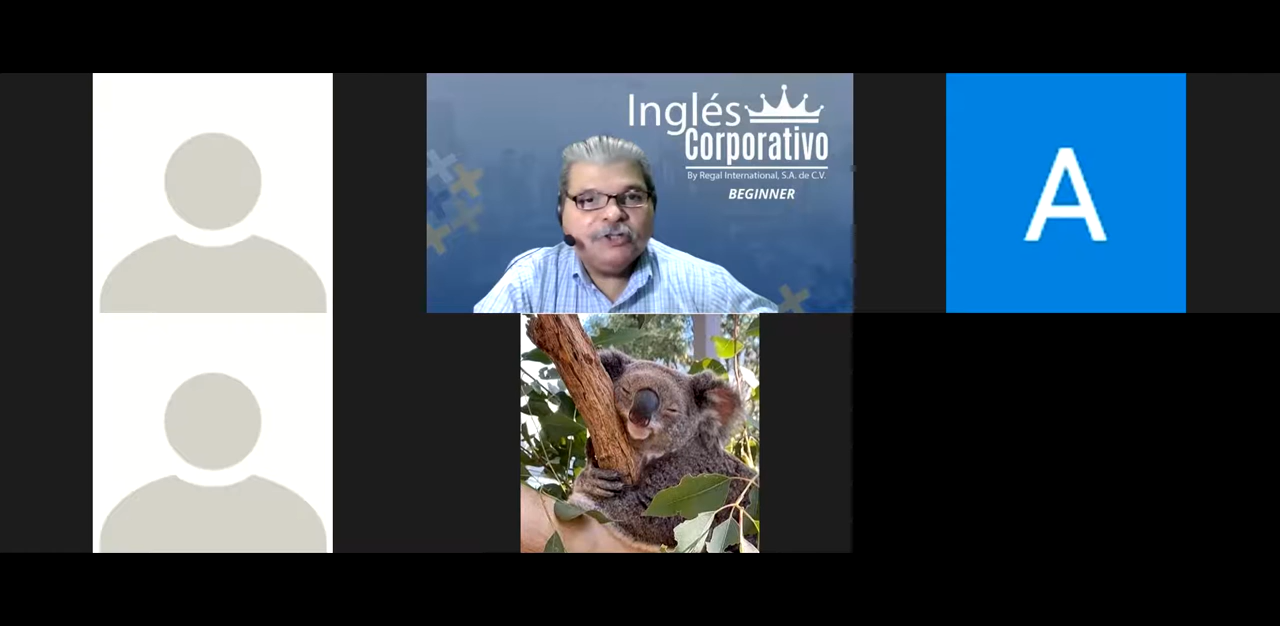 Inglés
Corporativo
By Regal International, S.A. de C.V.
BEGINNER
A